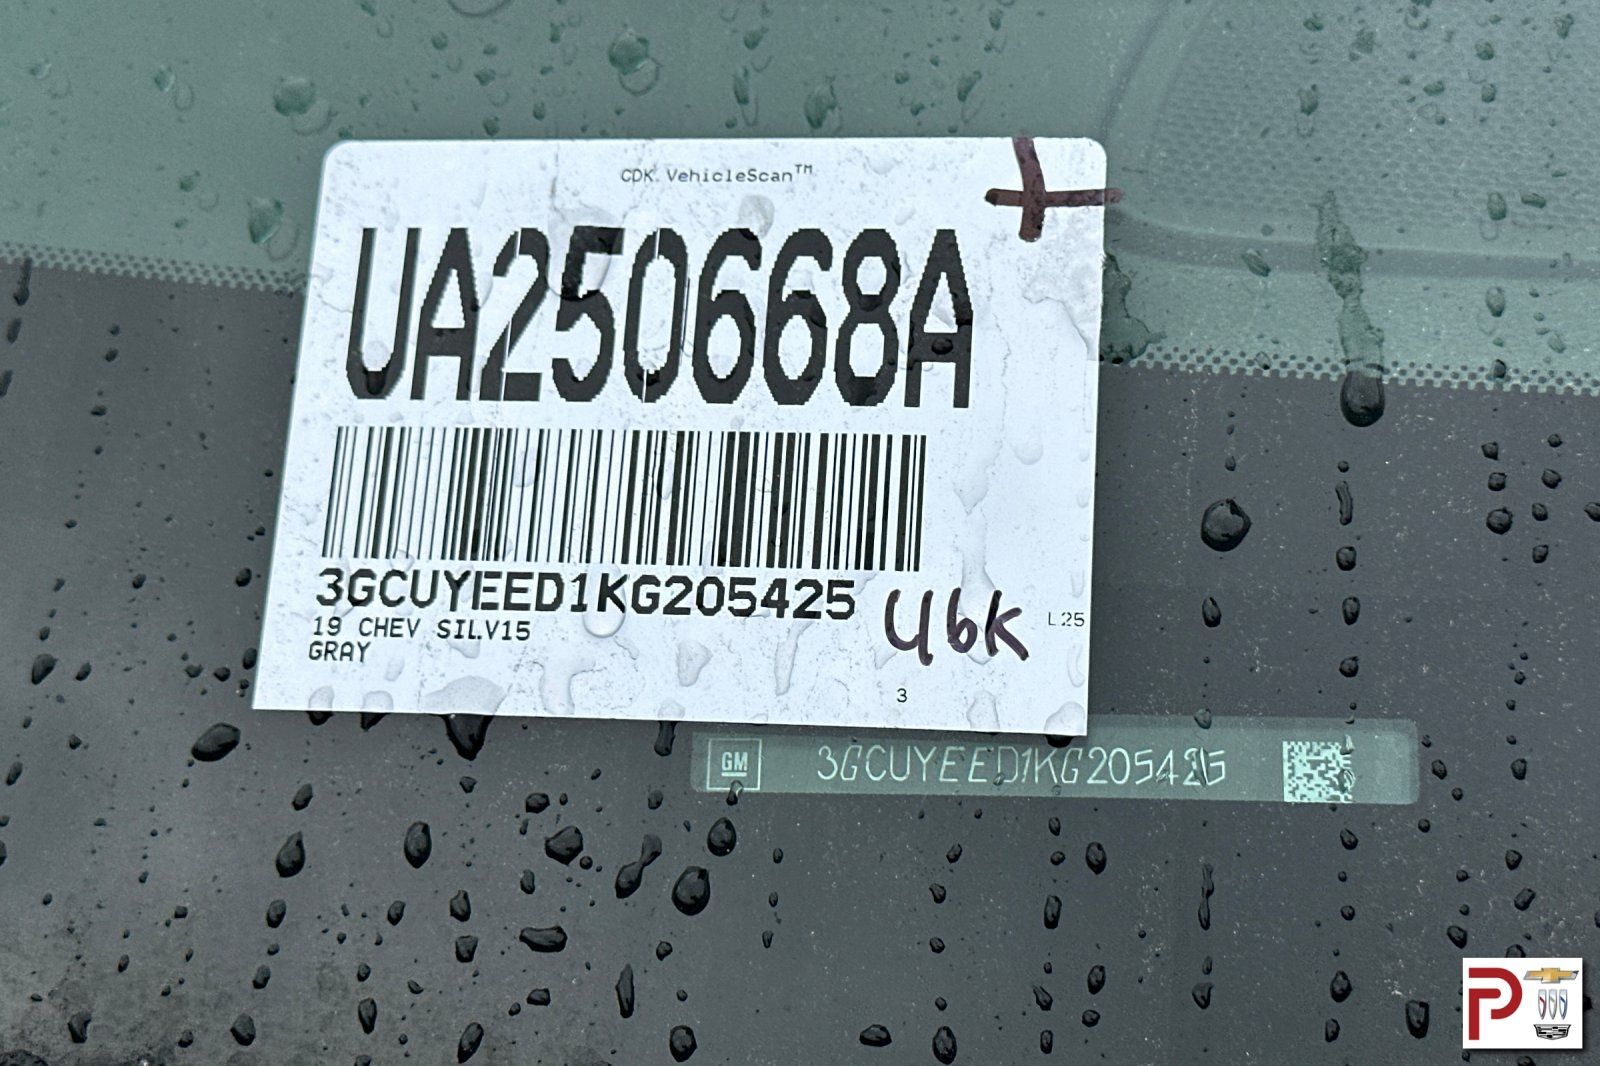 CDK VehicleScan™
UA250668A
3GCUYEED1KG205425
19 CHEV SILV15
GRAY
46K
L25
3
GM 3GCUYEED1KG205425
P